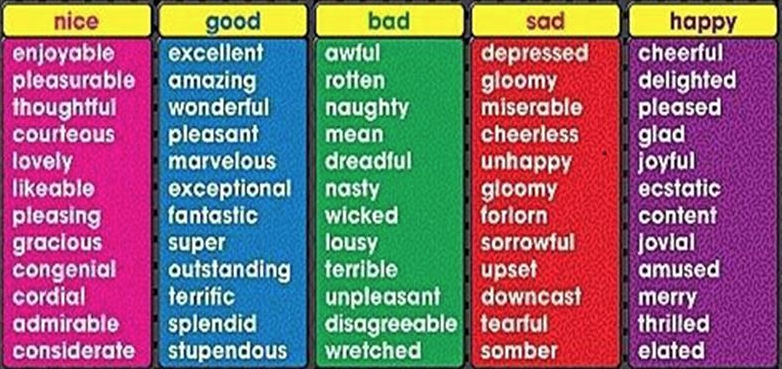 nice
enjoyable
pleasurable
thoughtful
courteous
lovely
likeable
pleasing
gracious
congenial
cordial
admirable
considerate
good
excellent
amazing
wonderful
pleasant
marvelous
exceptional
fantastic
super
outstanding
terrific
splendid
stupendous
bad
awful
rotten
naughty
mean
dreadful
nasty
wicked
lousy
terrible
unpleasant
disagreeable
wretched
sad
depressed
gloomy
miserable
cheerless
unhappy
gloomy
forlorn
sorrowful
upset
downcast
tearful
somber
happy
cheerful
delighted
pleased
glad
joyful
ecstatic
content
jovial
amused
merry
thrilled
elated